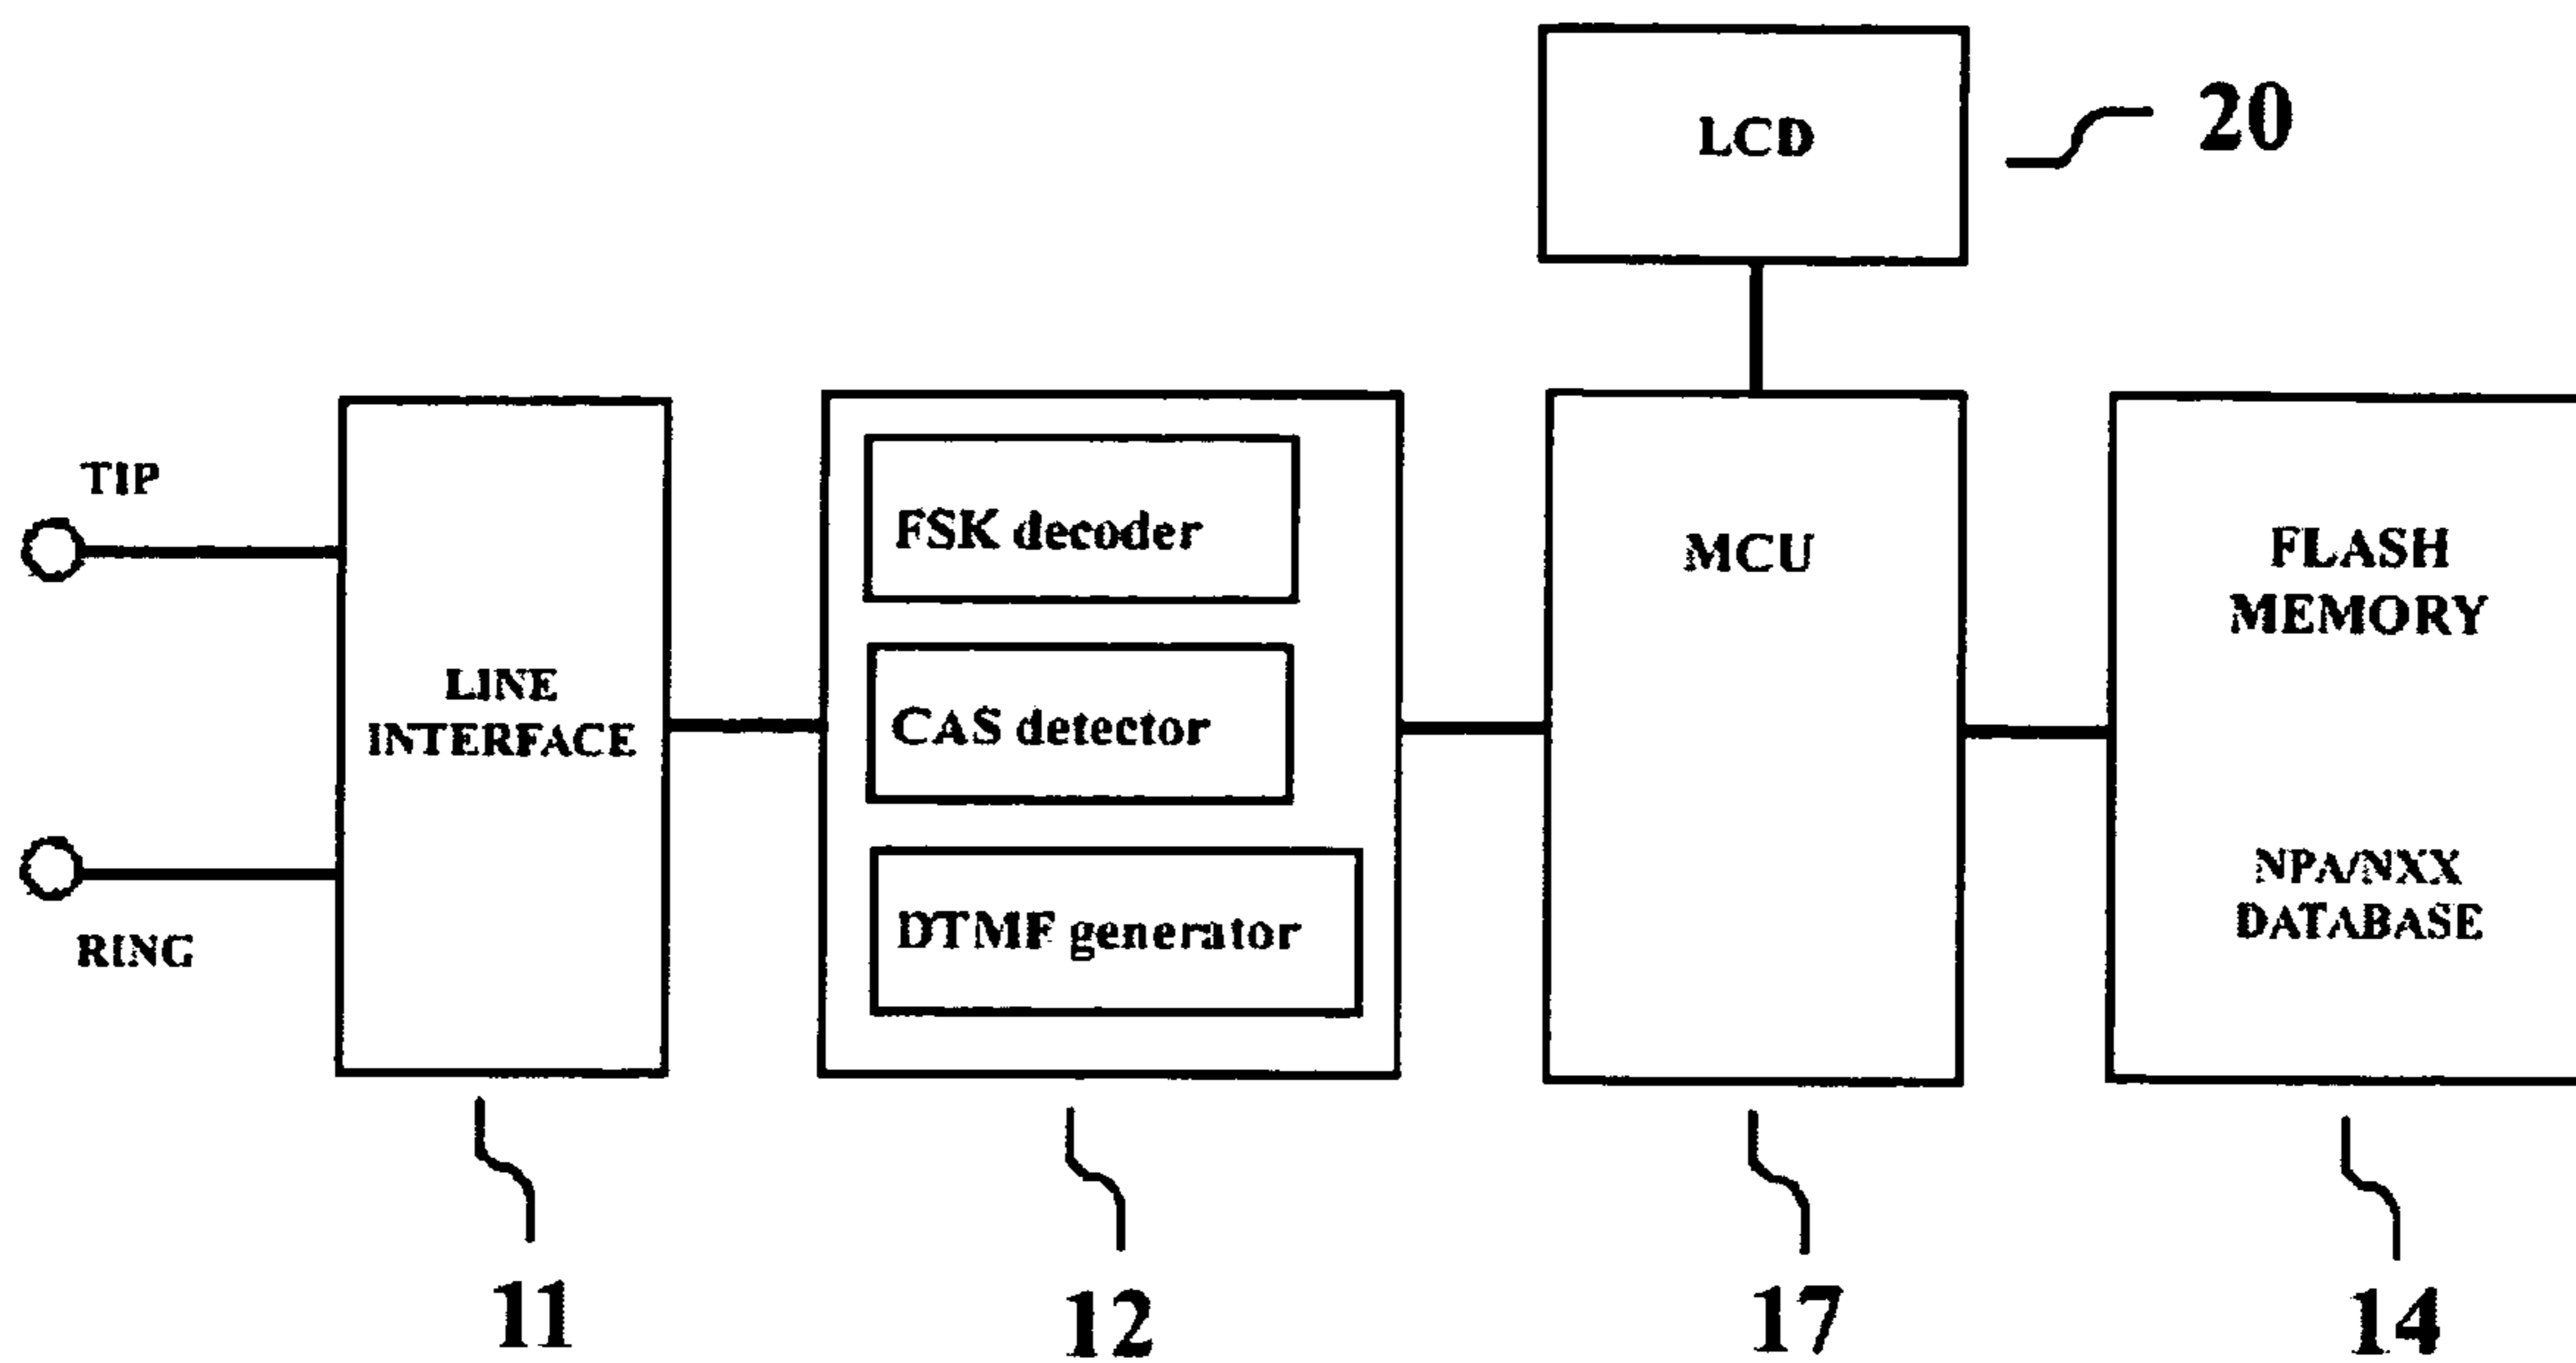 LCD
20
TIP
RING
LINE
INTERFACE
FSK decoder
CAS detector
DTMF generator
MCU
FLASH
MEMORY
NPA/NXX
DATABASE
11
12
17
14